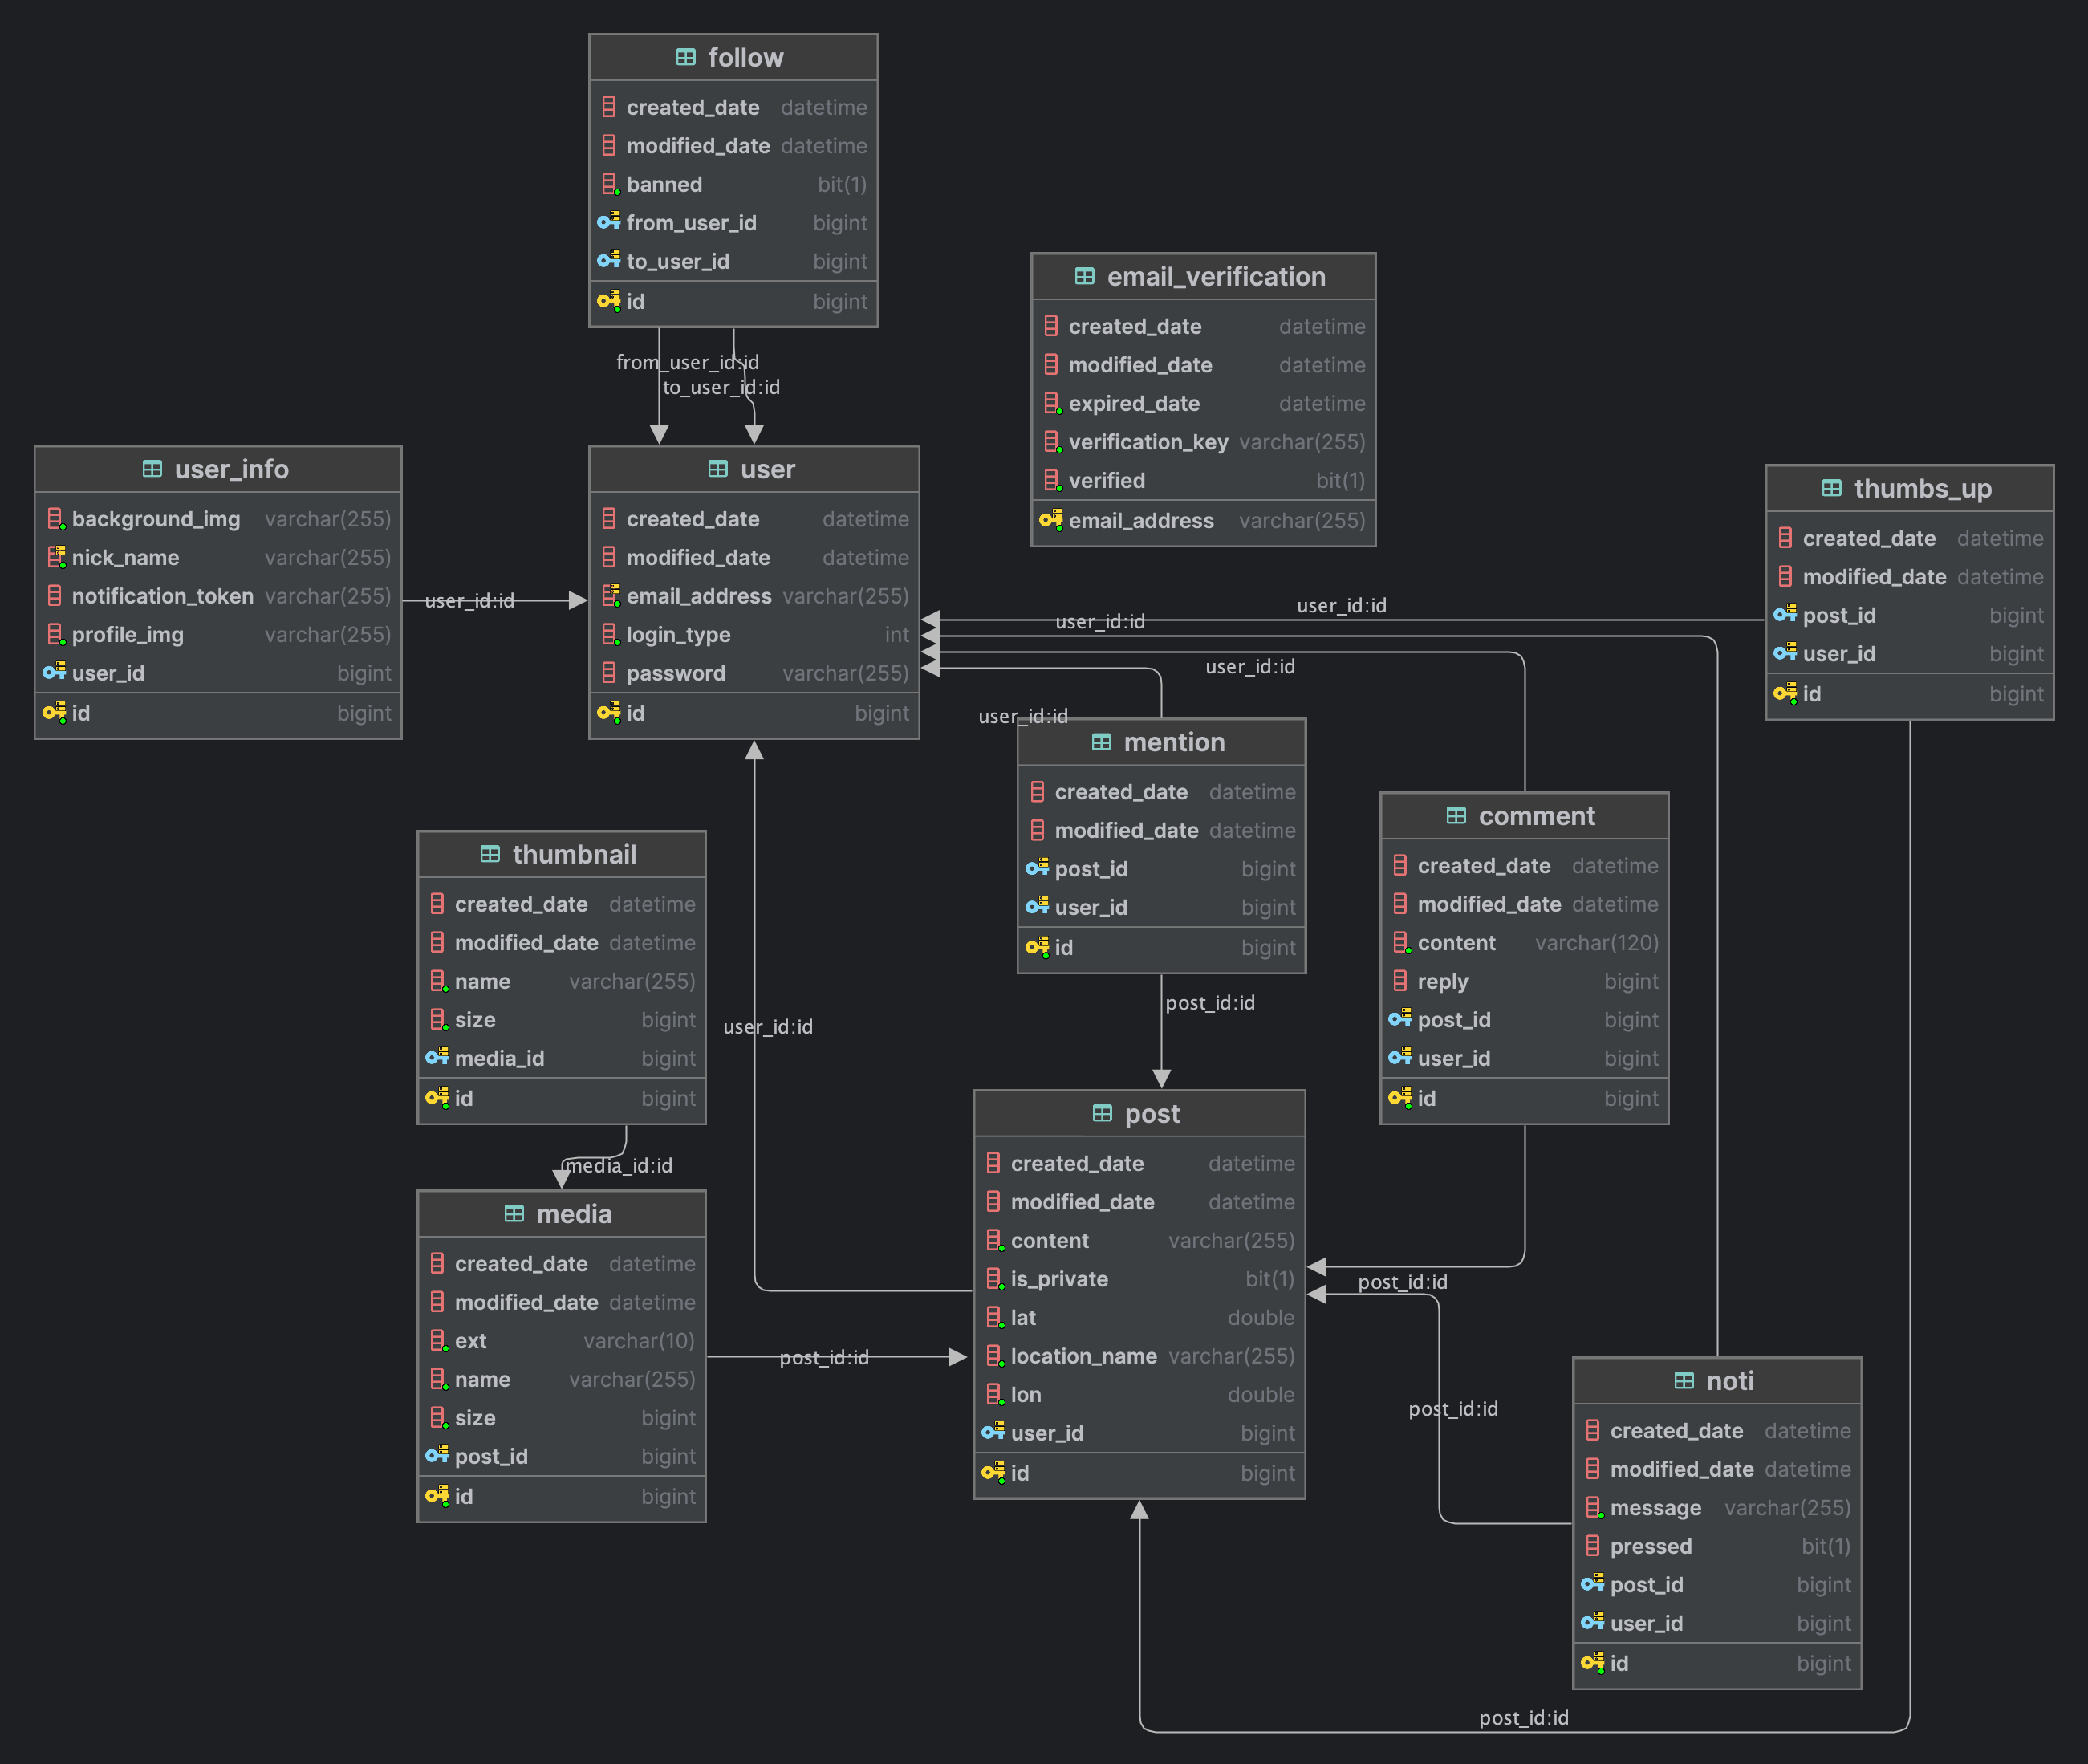 follow
created_date datetime
modified_date datetime
banned bit(1)
from_user_id bigint
to_user_id bigint
id bigint
from_user_id:id
to_user_id:id
email_verification
created_date datetime
modified_date datetime
expired_date datetime
verification_key varchar(255)
verified bit(1)
email_address varchar(255)
user_info
background_img varchar(255)
nick_name varchar(255)
notification_token varchar(255)
profile_img varchar(255)
user_id bigint
id bigint
user_id:id
user
created_date datetime
modified_date datetime
email_address varchar(255)
login_type int
password varchar(255)
id bigint
thumbs_up
created_date datetime
modified_date datetime
post_id bigint
user_id bigint
id bigint
user_id:id
user_id:id
user_id:id
user_id:id
mention
created_date datetime
modified_date datetime
post_id bigint
user_id bigint
id bigint
post_id:id
comment
created_date datetime
modified_date datetime
content varchar(120)
reply bigint
post_id bigint
user_id bigint
id bigint
thumbnail
created_date datetime
modified_date datetime
name varchar(255)
size bigint
media_id bigint
id bigint
user_id:id
media_id:id
media
created_date datetime
modified_date datetime
ext varchar(10)
name varchar(255)
size bigint
post_id bigint
id bigint
post_id:id
post
created_date datetime
modified_date datetime
content varchar(255)
is_private bit(1)
lat double
location_name varchar(255)
lon double
user_id bigint
id bigint
post_id:id
post_id:id
noti
created_date datetime
modified_date datetime
message varchar(255)
pressed bit(1)
post_id bigint
user_id bigint
id bigint
post_id:id